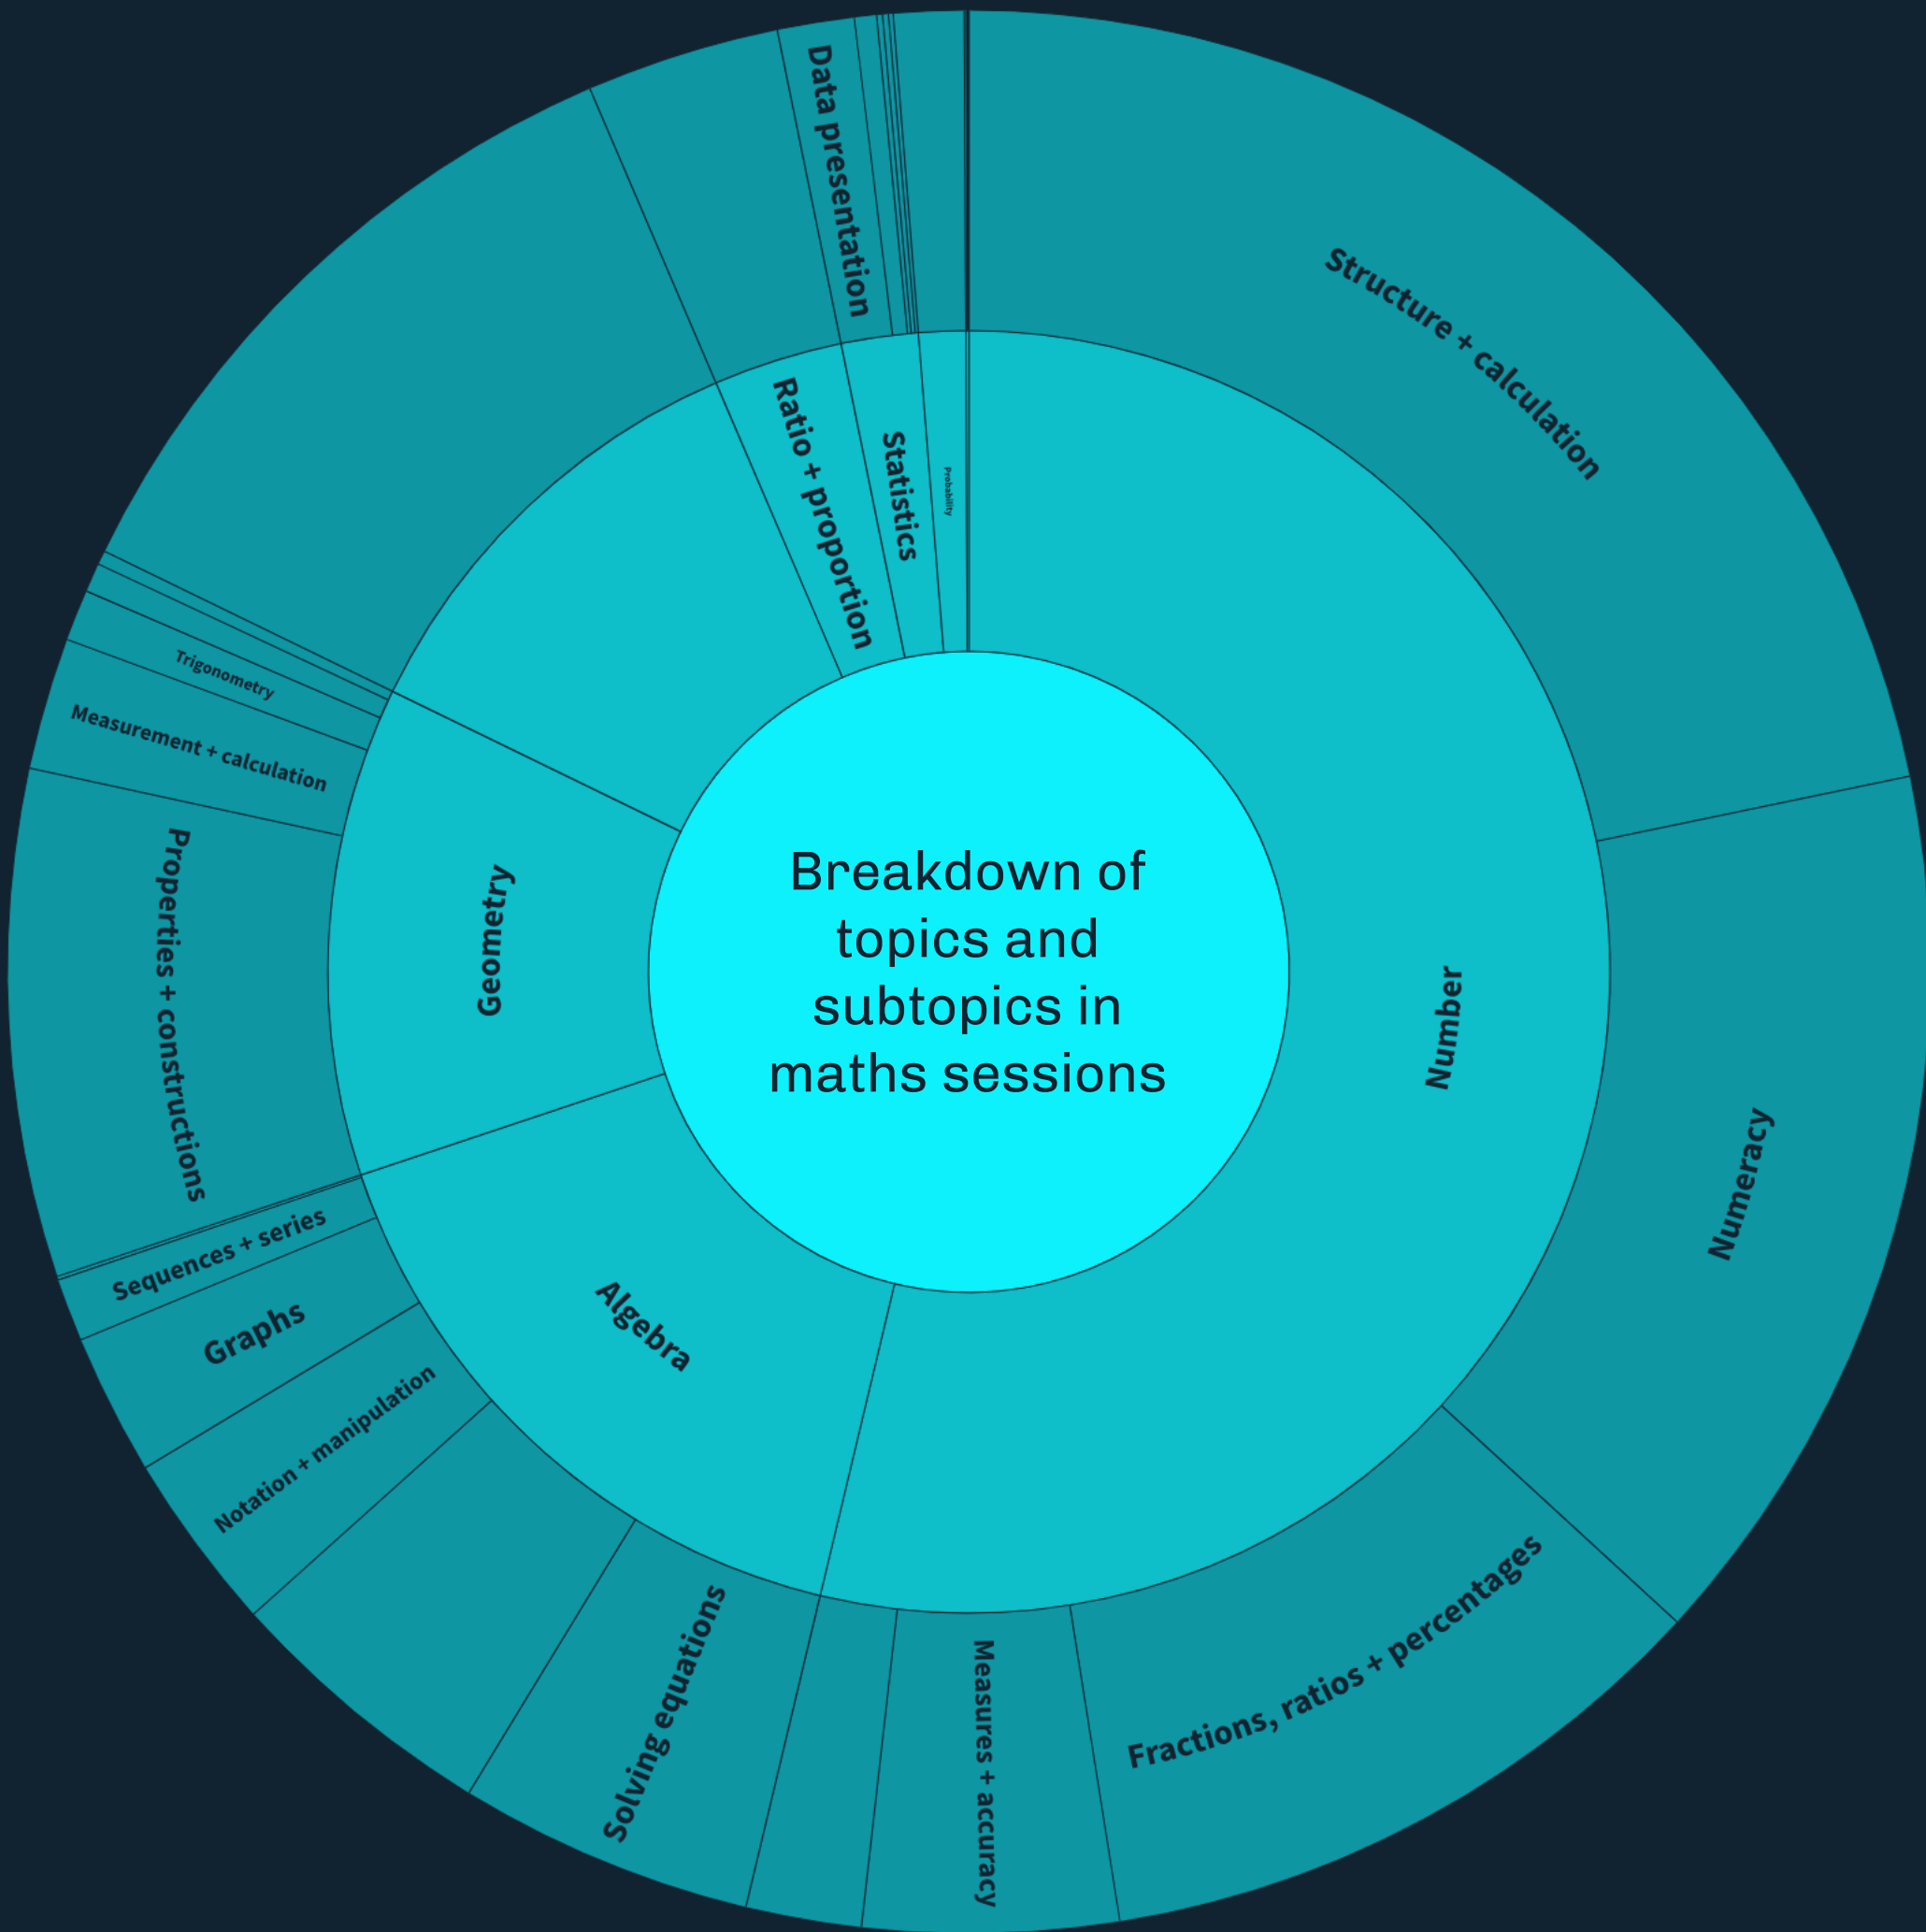 Breakdown of
topics and
subtopics in
maths sessions
Number
Structure + calculation
Numeracy
Fractions, ratios + percentages
Measures + accuracy
Algebra
Solving equations
Notation + manipulation
Graphs
Sequences + series
Geometry
Properties + constructions
Measurement + calculation
Trigonometry
Ratio + proportion
Statistics
Data presentation
Probability